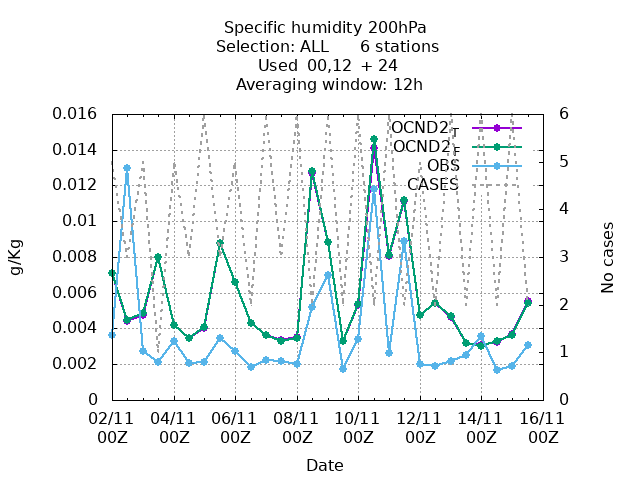 Specific humidity 200hPa
Selection: ALL 6 stations
Used 00,12 + 24
Averaging window: 12h
0.016
0.014
0.012
0.01
0.008
0.006
0.004
0.002
0
6
5
4
3
2
1
0
g/Kg
No cases
OCND2_T
OCND2_F
OBS
CASES
02/11 04/11 06/11 08/11 10/11 12/11 14/11 16/11
00Z 00Z 00Z 00Z 00Z 00Z 00Z 00Z
Date